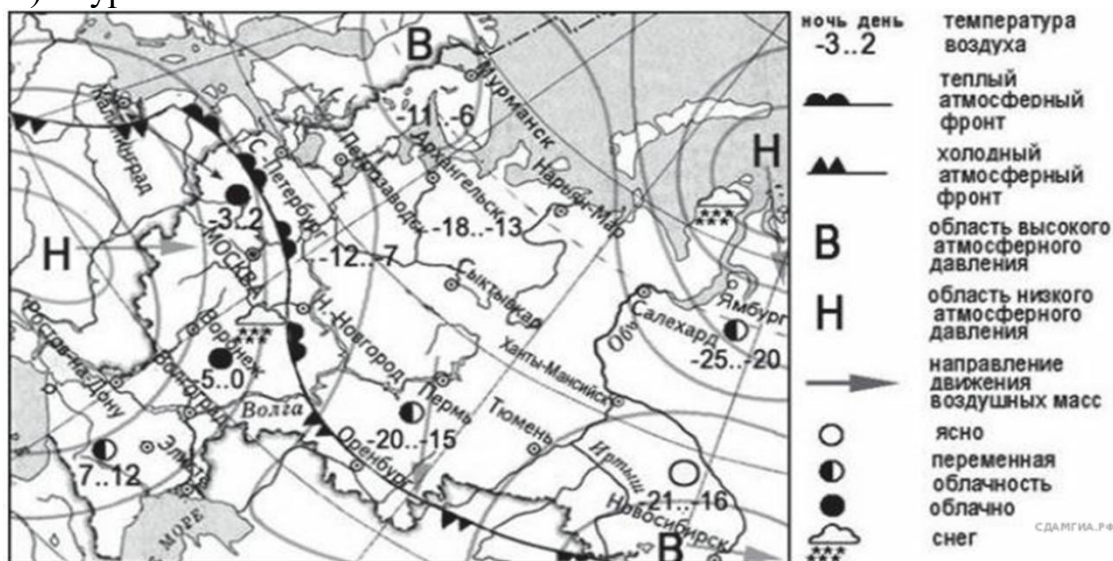 В
Мурманск
Калининград
-11..-6
Н
С.-Петербург
Петрозаводск
Архангельск
Нарьян-Мар
-3..2
Н
МОСКВА
-18..-13
-12..-7
Сыктывкар
Ямбург
Салехард
Обь
Ростов-на-Дону
Воронеж
Н.-Новгород
Ханты-Мансийск
-25..-20
-5..0
Волгоград
Волга
Пермь
Тюмень
-20..-15
Оренбург
Иртыш
7..12
Элиста
-21..-16
Новосибирск
МОРЕ
В
ночь день температура
-3..2 воздуха
теплый
атмосферный
фронт
холодный
атмосферный
фронт
В область высокого
атмосферного
давления
Н область низкого
атмосферного
давления
направление
движения
воздушных масс
ясно
переменная
облачность
облачно
снег
СДАМГИА.РФ